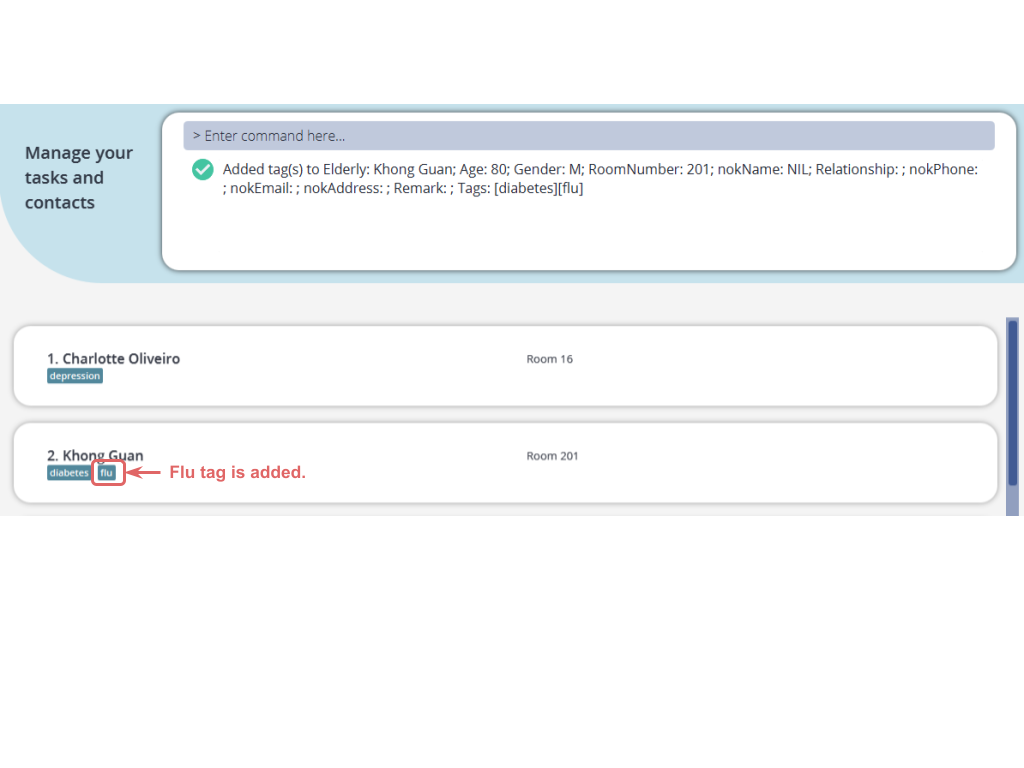 Manage your
tasks and
contacts
> Enter command here...
Added tag(s) to Elderly: Khong Guan; Age: 80; Gender: M; RoomNumber: 201; nokName: NIL; Relationship: ; nokPhone:
; nokEmail: ; nokAddress: ; Remark: ; Tags: [diabetes][flu]
1. Charlotte Oliveiro
Room 16
depression
2. Khong Guan
Room 201
diabetes flu
Flu tag is added.